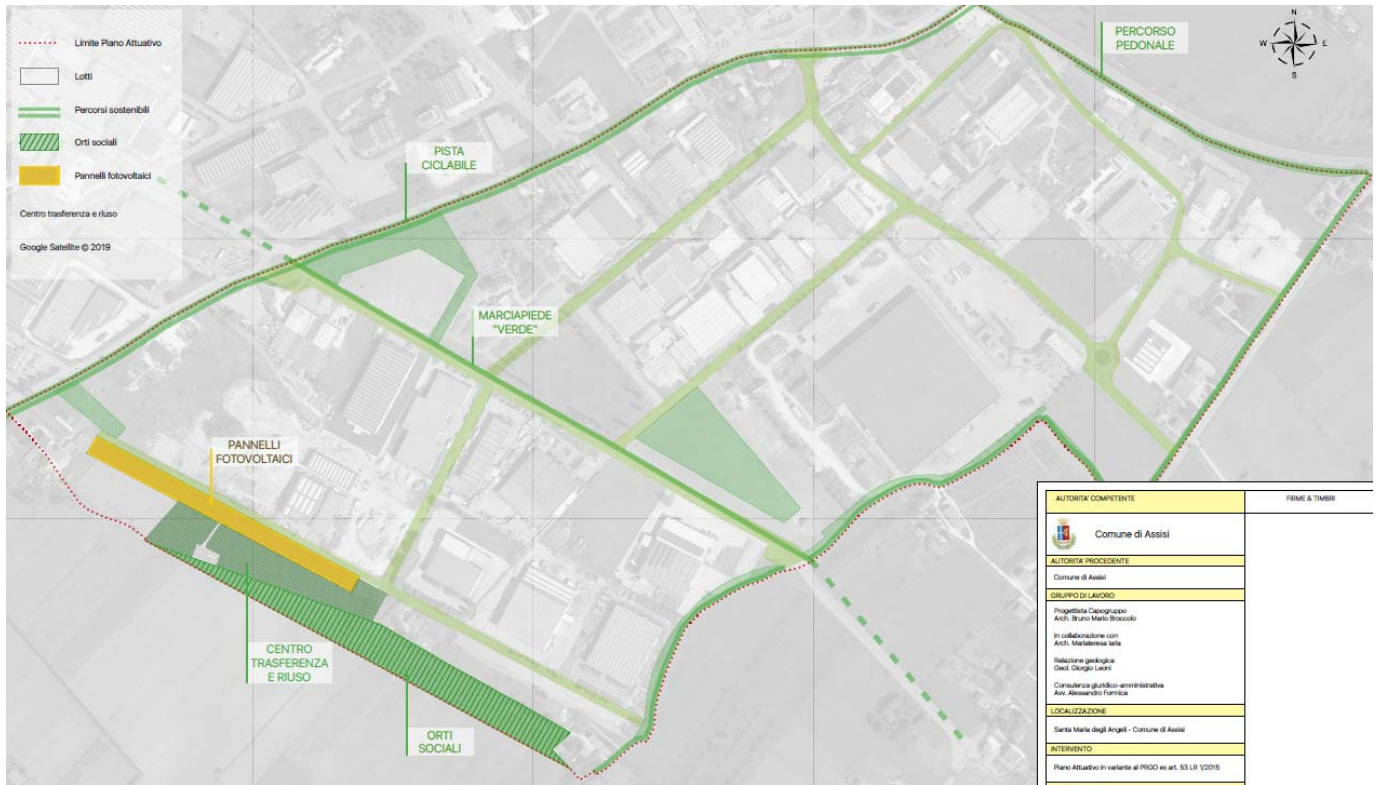 Limite Piano Attuativo
Lotti
Percorsi sostenibili
Orti sociali
Pannelli fotovoltaici
Centro trasferenza e riuso
Google Satellite © 2019
PERCORSO
PEDONALE
N
W
E
S
PISTA
CICLABILE
MARCIAPIEDE
"VERDE"
PANNELLI
FOTOVOLTAICI
CENTRO
TRASFERENZA
E RIUSO
ORTI
SOCIALI
AUTORITA' COMPETENTE
FIRME & TIMBRI
Comune di Assisi
AUTORITA' PROCEDENTE
Comune di Assisi
GRUPPO DI LAVORO
Progettista Capogruppo
Arch. Bruno Mario Broccolo
In collaborazione con
Arch. Mariateresa Iaria
Relazione geologica
Geol. Giorgio Leoni
Consulenza giuridico-amministrativa
Avv. Alessandro Formica
LOCALIZZAZIONE
Santa Maria degli Angeli - Comune di Assisi
INTERVENTO
Piano Attuativo in variante al PRGO ex art. 53 LR 1/2015